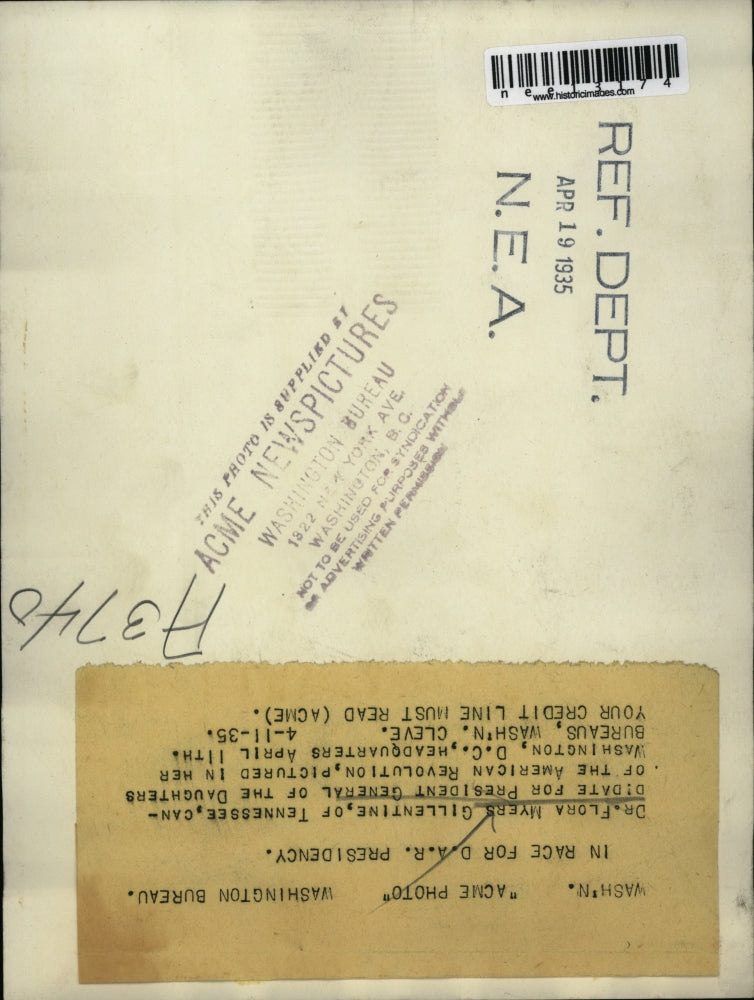 neel3174
www.historicimages.com
REF. DEPT.
APR 19 1935
N.E.A.
THIS PHOTO IS SUPPLIED BY
ACME NEWSPICTURES
WASHINGTON BUREAU
1322 NEW YORK AVE.
WASHINGTON, D. C.
NOT TO BE USED FOR SYNDICATION
OR ADVERTISING PURPOSES WITHOUT
WRITTEN PERMISSION
WASH'N. "ACME PHOTO" WASHINGTON BUREAU.
IN RACE FOR D.A.R. PRESIDENCY.
DR.FLORA MYERS GILLENTINE,OF TENNESSEE,CAN-
DIDATE FOR PRESIDENT GENERAL OF THE DAUGHTERS
OF THE AMERICAN REVOLUTION,PICTURED IN HER
WASHINGTON, D.C.,HEADQUARTERS APRIL 11TH.
BUREAUS, WASH'N. CLEVE. 4-11-35.
YOUR CREDIT LINE MUST READ (ACME).